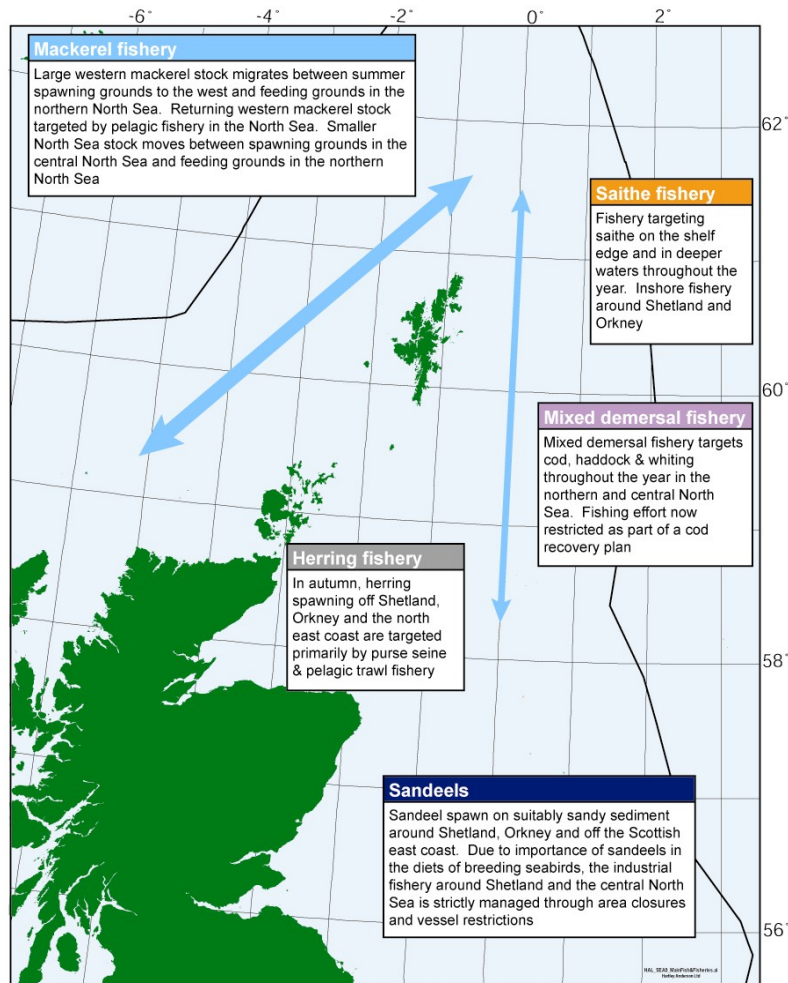 -6° -4° -2° 0° 2°
Mackerel fishery
Large western mackerel stock migrates between summer
spawning grounds to the west and feeding grounds in the
northern North Sea. Returning western mackerel stock
targeted by pelagic fishery in the North Sea. Smaller
North Sea stock moves between spawning grounds in the
central North Sea and feeding grounds in the northern
North Sea
62°
Saithe fishery
Fishery targeting
saithe on the shelf
edge and in deeper
waters throughout the
year. Inshore fishery
around Shetland and
Orkney
60°
Mixed demersal fishery
Mixed demersal fishery targets
cod, haddock & whiting
throughout the year in the
northern and central North
Sea. Fishing effort now
restricted as part of a cod
recovery plan
Herring fishery
In autumn, herring
spawning off Shetland,
Orkney and the north
east coast are targeted
primarily by purse seine
& pelagic trawl fishery
58°
Sandeels
Sandeel spawn on suitably sandy sediment
around Shetland, Orkney and off the Scottish
east coast. Due to importance of sandeels in
the diets of breeding seabirds, the industrial
fishery around Shetland and the central North
Sea is strictly managed through area closures
and vessel restrictions
56°
Hartley Anderson Ltd